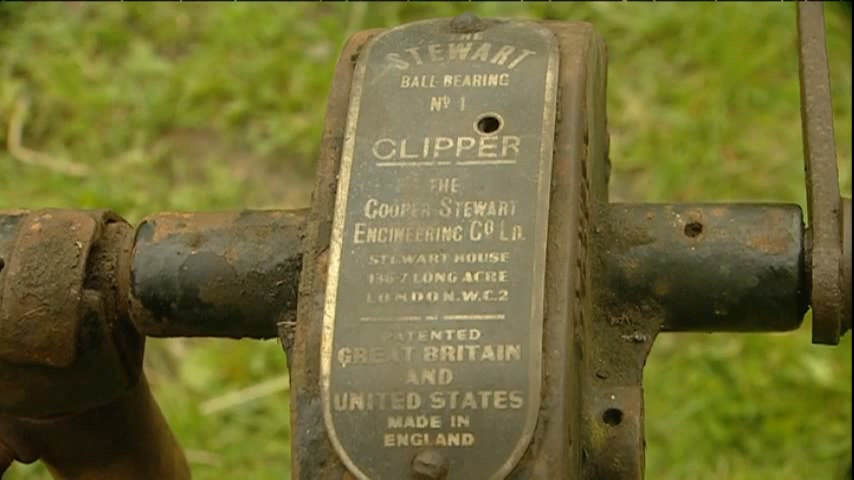 THE
STEWART
BALL BEARING
Nº 1
CLIPPER
THE
COOPER-STEWART
ENGINEERING Cº LD.
STEWART HOUSE
136-7 LONG ACRE
LONDON. W.C.2
PATENTED
GREAT BRITAIN
AND
UNITED STATES
MADE IN
ENGLAND